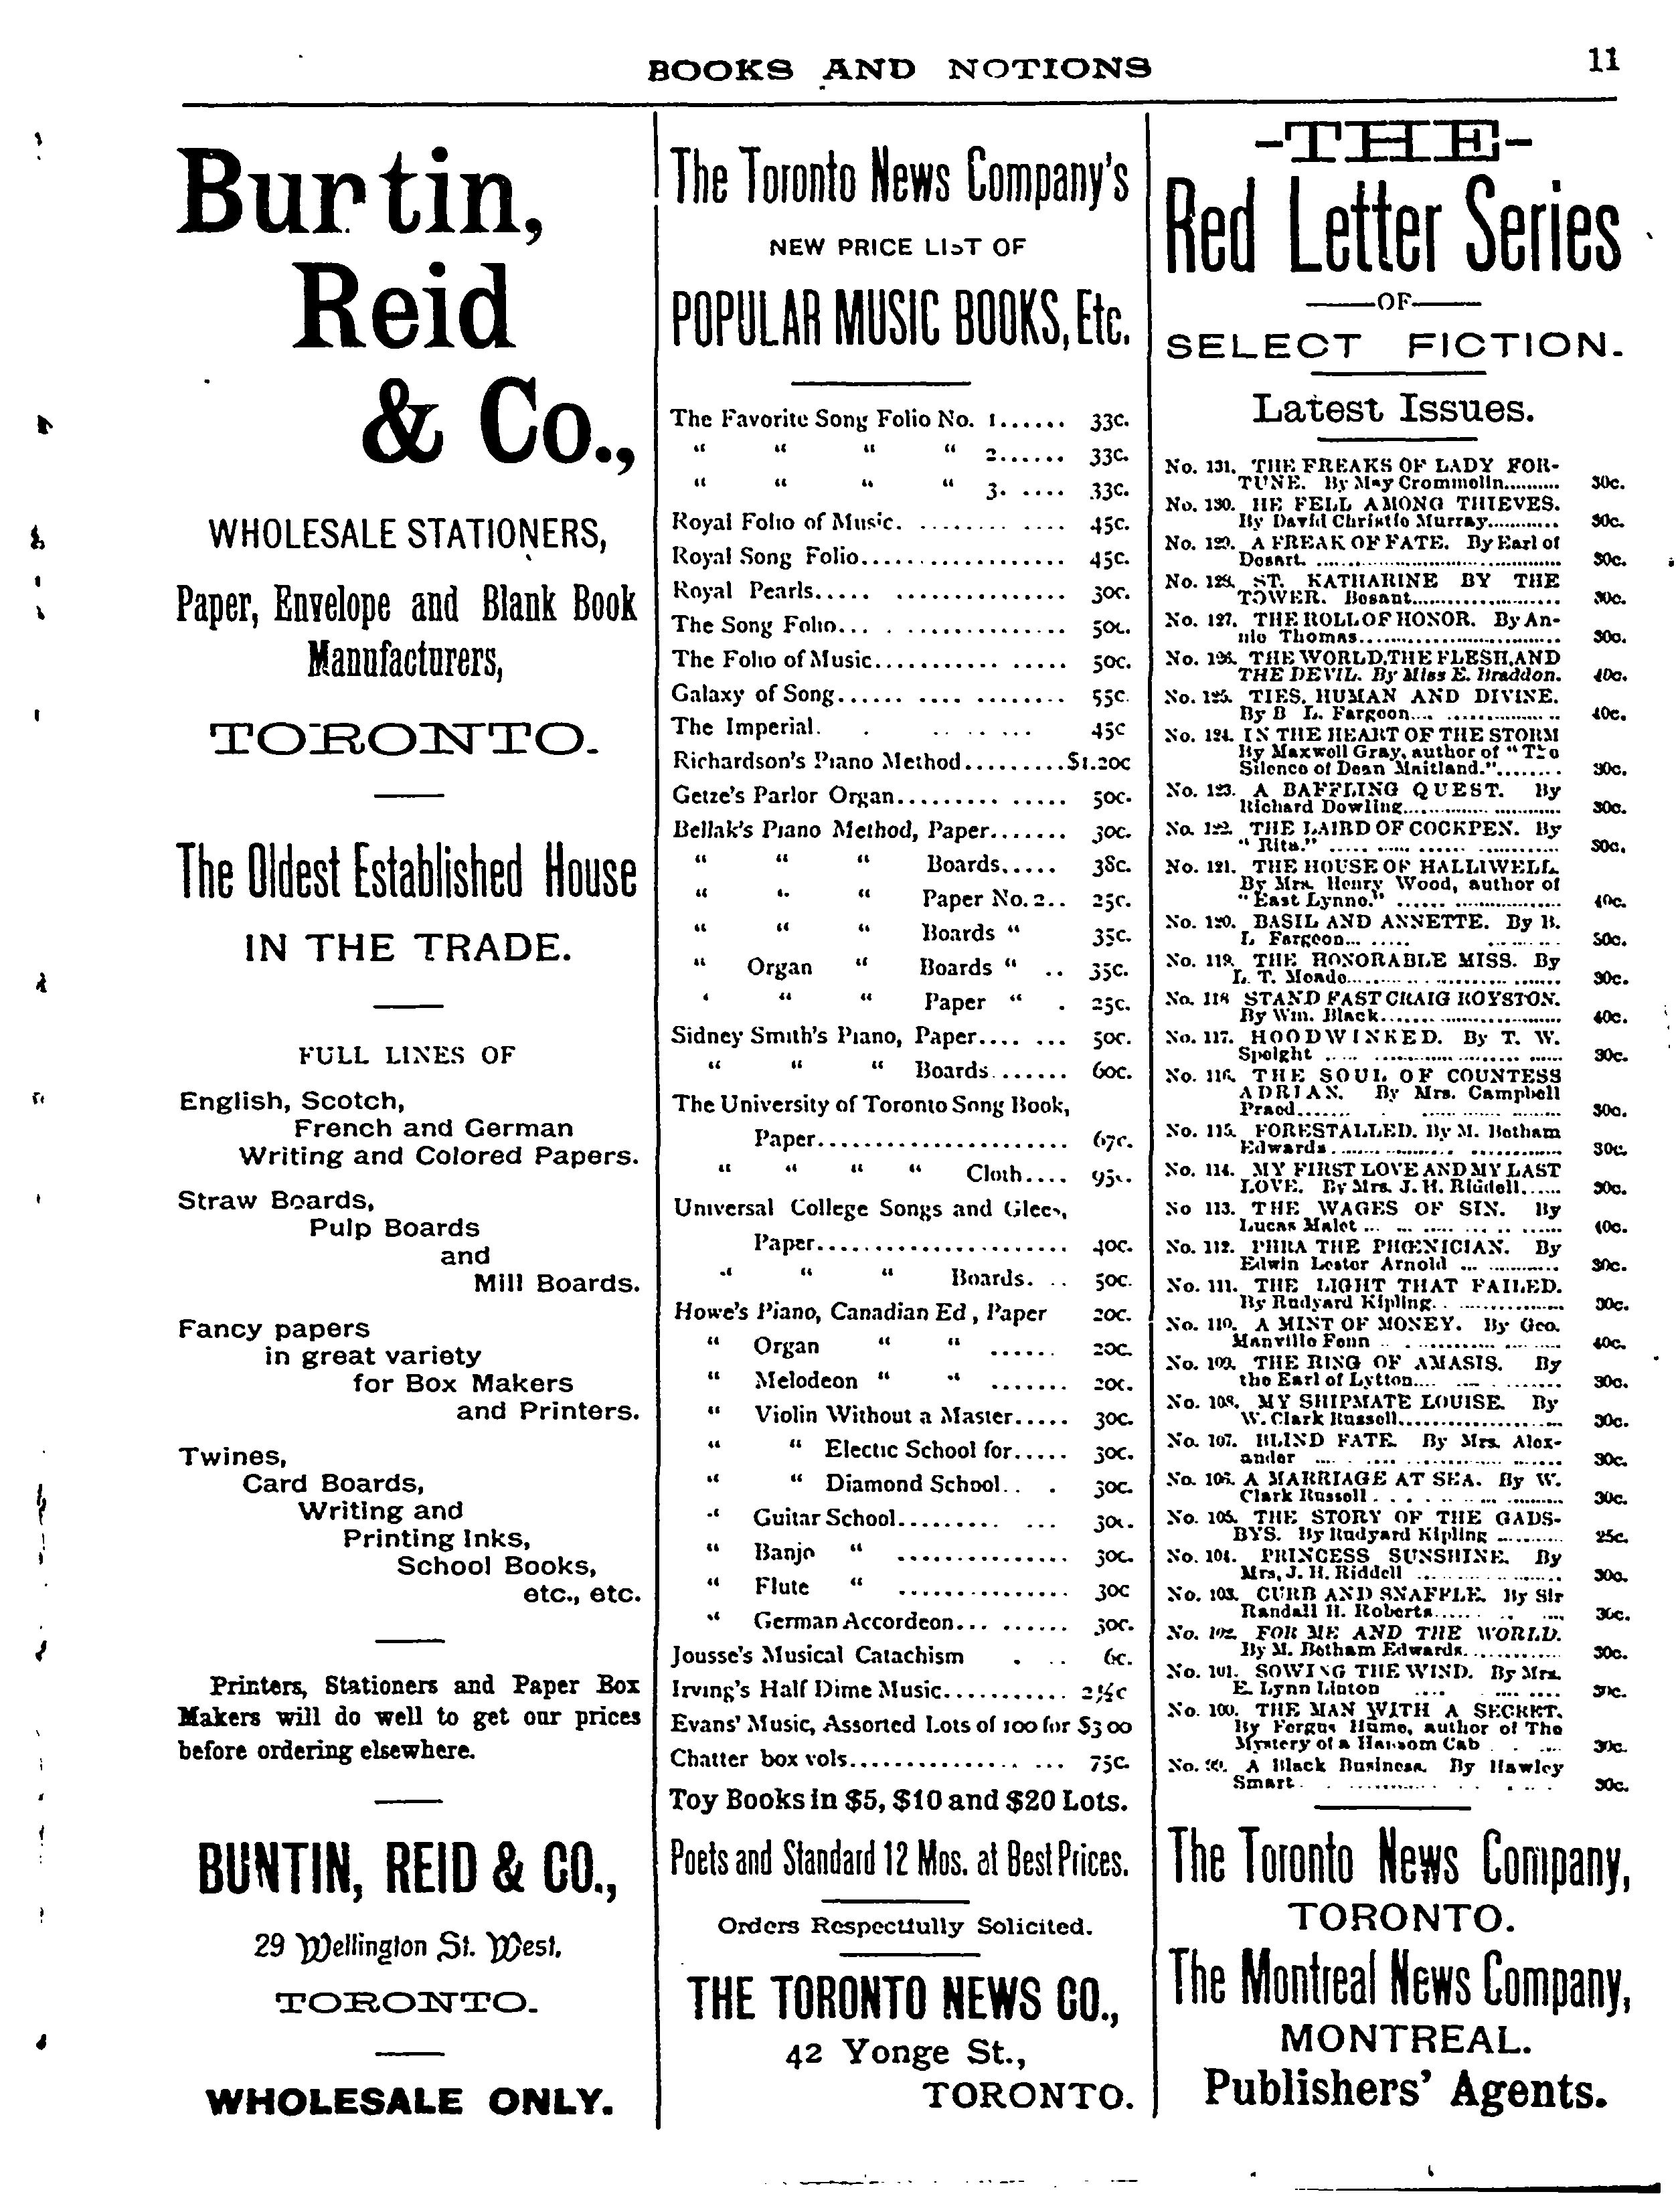 BOOKS AND NOTIONS
11
Buntin,
Reid
& Co.,
WHOLESALE STATIONERS,
Paper, Envelope and Blank Book
Manufacturers,
TORONTO.
The Oldest Established House
IN THE TRADE.
FULL LINES OF
English, Scotch,
French and German
Writing and Colored Papers.
Straw Boards,
Pulp Boards
and
Mill Boards.
Fancy papers
in great variety
for Box Makers
and Printers.
Twines,
Card Boards,
Writing and
Printing Inks,
School Books,
etc., etc.
Printers, Stationers and Paper Box
Makers will do well to get our prices
before ordering elsewhere.
BUNTIN, REID & CO.,
29 Wellington St. West,
TORONTO.
WHOLESALE ONLY.
The Toronto News Company's
NEW PRICE LIST OF
POPULAR MUSIC BOOKS, Etc.
The Favorite Song Folio No. 1...... 33c.
" " " " 2...... 33c.
" " " " 3. .... 33c.
Royal Folio of Music. ........ .... 45c.
Royal Song Folio.................. 45c.
Royal Pearls..... ............... 30c.
The Song Folio... . .............. 50c.
The Folio of Music........... ..... 50c.
Galaxy of Song...... .... ........ 55c.
The Imperial. . .. . .. ... 45c
Richardson's Piano Method.........$1.20c
Getze's Parlor Organ......... ..... 50c.
Bellak's Piano Method, Paper....... 30c.
" " " Boards..... 38c.
" " " Paper No. 2.. 25c.
" " " Boards " 35c.
" Organ " Boards " .. 35c.
" " " Paper " . 25c.
Sidney Smith's Piano, Paper.... ... 50c.
" " " Boards. ...... 60c.
The University of Toronto Song Book,
Paper...................... 67c.
" " " " Cloth.... 95c.
Universal College Songs and Glees,
Paper...................... 40c.
" " " Boards. .. 50c.
Howe's Piano, Canadian Ed , Paper 20c.
" Organ " " ...... 20c.
" Melodeon " " ....... 20c.
" Violin Without a Master..... 30c.
" " Electic School for..... 30c.
" " Diamond School.. . 30c.
" Guitar School......... ... 30c.
" Banjo " ............... 30c.
" Flute " ............... 30c
" German Accordeon... ...... 30c.
Jousse's Musical Catachism . .. 6c.
Irving's Half Dime Music........... 2½c
Evans' Music, Assorted Lots of 100 for $3 00
Chatter box vols............... ... 75c.
Toy Books in $5, $10 and $20 Lots.
Poets and Standard 12 Mos. at Best Prices.
Orders Respectfully Solicited.
THE TORONTO NEWS CO.,
42 Yonge St.,
TORONTO.
-THE-
Red Letter Series
OF
SELECT FICTION.
Latest Issues.
No. 131. THE FREAKS OF LADY FOR-
TUNE. By May Crommelin.......... 30c.
No. 130. HE FELL AMONG THIEVES.
By David Christie Murray............ 30c.
No. 129. A FREAK OF FATE. By Earl of
Desart. ............................ 30c.
No. 128. ST. KATHARINE BY THE
TOWER. Besant..................... 30c.
No. 127. THE ROLL OF HONOR. By An-
nie Thomas......................... 30c.
No. 126. THE WORLD, THE FLESH, AND
THE DEVIL. By Miss E. Braddon. 40c.
No. 125. TIES, HUMAN AND DIVINE.
By B L. Fargeon.... .............. .. 40c.
No. 124. IN THE HEART OF THE STORM
By Maxwell Gray, author of "The
Silence of Dean Maitland."........ 30c.
No. 123. A BAFFLING QUEST. By
Richard Dowling..................... 30c.
No. 122. THE LAIRD OF COCKPEN. By
"Rita." ..... ..... ...... ........... 30c.
No. 121. THE HOUSE OF HALLIWELL.
By Mrs. Henry Wood, author of
"East Lynne." ...... ................ 40c.
No. 120. BASIL AND ANNETTE. By B.
L Fargeon... ..... ... ... .. 30c.
No. 119. THE HONORABLE MISS. By
L. T. Meade......................... 30c.
No. 118 STAND FAST CRAIG ROYSTON.
By Wm. Black........................ 40c.
No. 117. HOODWINKED. By T. W.
Speight ..... ...................... 30c.
No. 116. THE SOUL OF COUNTESS
ADRIAN. By Mrs. Campbell
Praed....... . ..... ...... ........ 30c.
No. 115. FORESTALLED. By M. Betham
Edwards............................ 30c.
No. 114. MY FIRST LOVE AND MY LAST
LOVE. By Mrs. J. H. Riddell...... 30c.
No 113. THE WAGES OF SIN. By
Lucas Malet ... ... ..... .. .. ...... 40c.
No. 112. PHRA THE PHŒNICIAN. By
Edwin Lester Arnold ... ........... 30c.
No. 111. THE LIGHT THAT FAILED.
By Rudyard Kipling.. ............... 30c.
No. 110. A MINT OF MONEY. By Geo.
Manville Fenn .. . .......... ... ...... 40c.
No. 109. THE RING OF AMASIS. By
the Earl of Lytton.... ... . ........ 30c.
No. 108. MY SHIPMATE LOUISE. By
W. Clark Russell.................... 30c.
No. 107. BLIND FATE. By Mrs. Alex-
ander .... . .... .. ........... ...... 30c.
No. 106. A MARRIAGE AT SEA. By W.
Clark Russell . . . . .. .. ... ......... 30c.
No. 105. THE STORY OF THE GADS-
BYS. By Rudyard Kipling ........... 25c.
No. 104. PRINCESS SUNSHINE. By
Mrs, J. H. Riddell .................. 30c.
No. 103. CURB AND SNAFFLE. By Sir
Randall H. Roberts...... .. .... 30c.
No. 102. FOR ME AND THE WORLD.
By M. Betham Edwards............... 30c.
No. 101. SOWING THE WIND. By Mrs.
E. Lynn Linton .... .... .... 30c.
No. 100. THE MAN WITH A SECRET.
By Fergus Hume, author of The
Mystery of a Hansom Cab . . ... 30c.
No. 99. A Black Business. By Hawley
Smart.. . ........... . . . . . . 30c.
The Toronto News Company,
TORONTO.
The Montreal News Company,
MONTREAL.
Publishers' Agents.